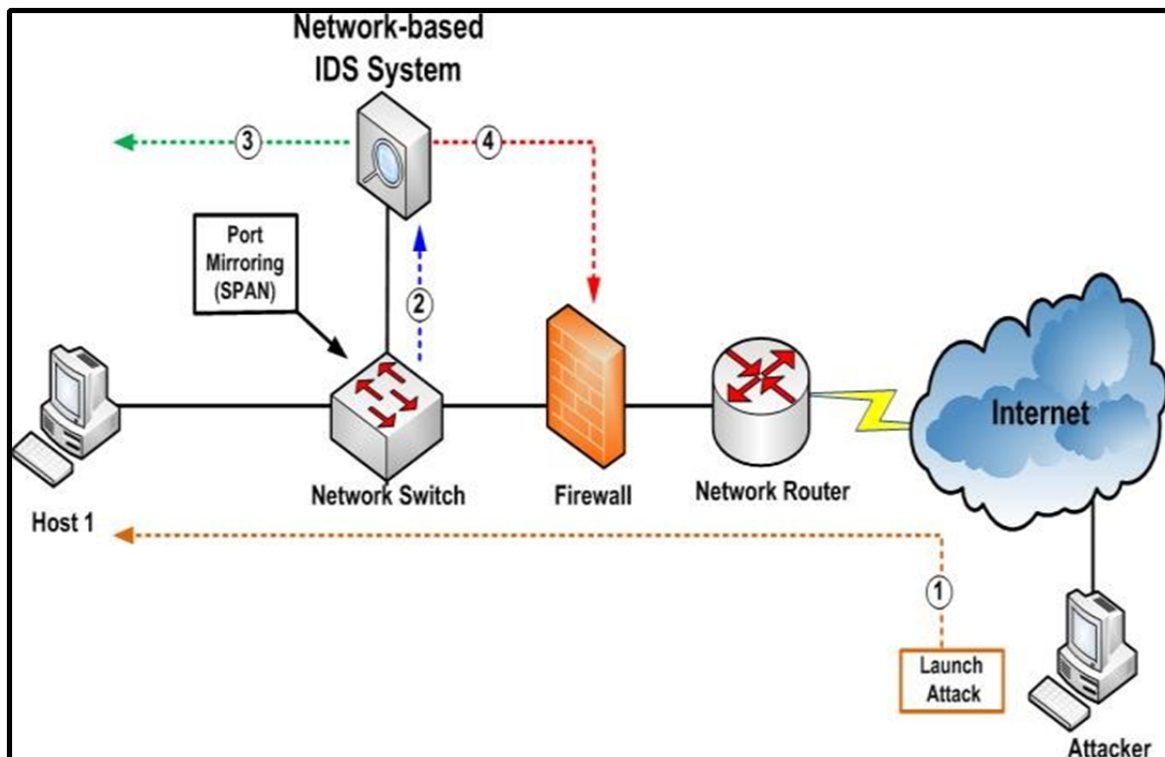 Network-based
IDS System
3
4
Port
Mirroring
(SPAN)
2
Internet
Network Switch
Firewall
Network Router
Host 1
1
Launch
Attack
Attacker